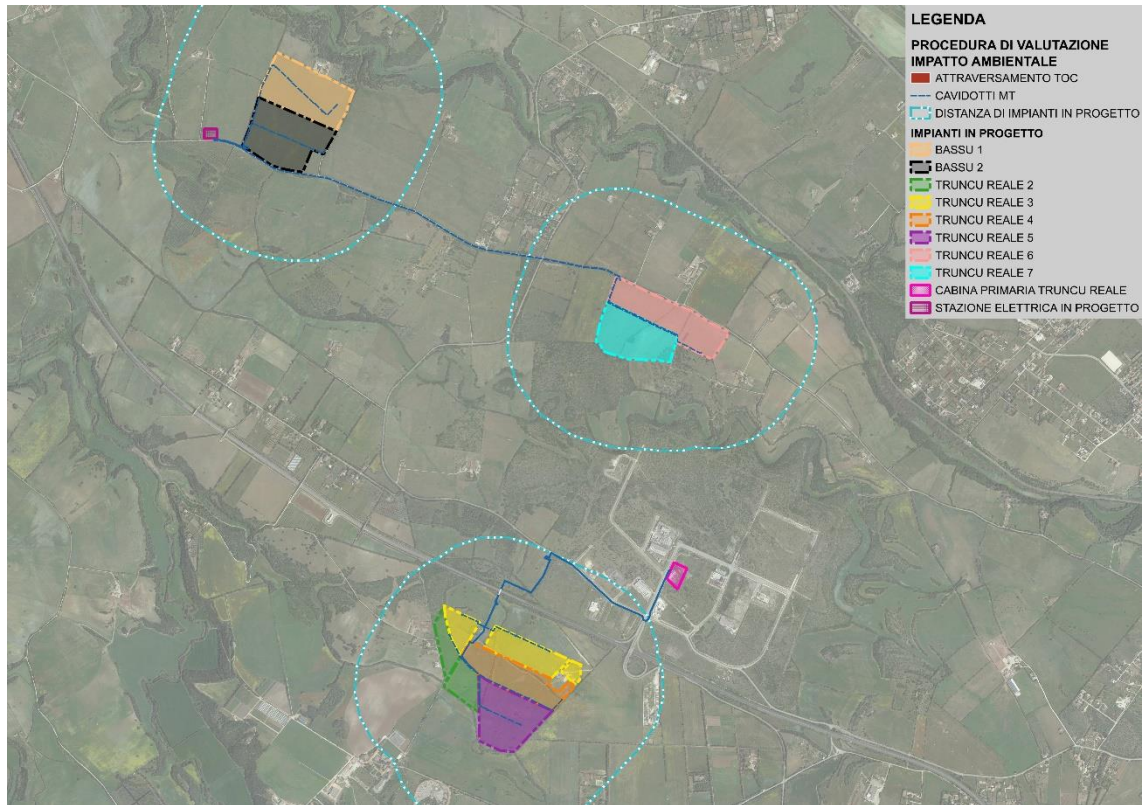 LEGENDA
PROCEDURA DI VALUTAZIONE
IMPATTO AMBIENTALE
ATTRAVERSAMENTO TOC
CAVIDOTTI MT
DISTANZA DI IMPIANTI IN PROGETTO
IMPIANTI IN PROGETTO
BASSU 1
BASSU 2
TRUNCU REALE 2
TRUNCU REALE 3
TRUNCU REALE 4
TRUNCU REALE 5
TRUNCU REALE 6
TRUNCU REALE 7
CABINA PRIMARIA TRUNCU REALE
STAZIONE ELETTRICA IN PROGETTO